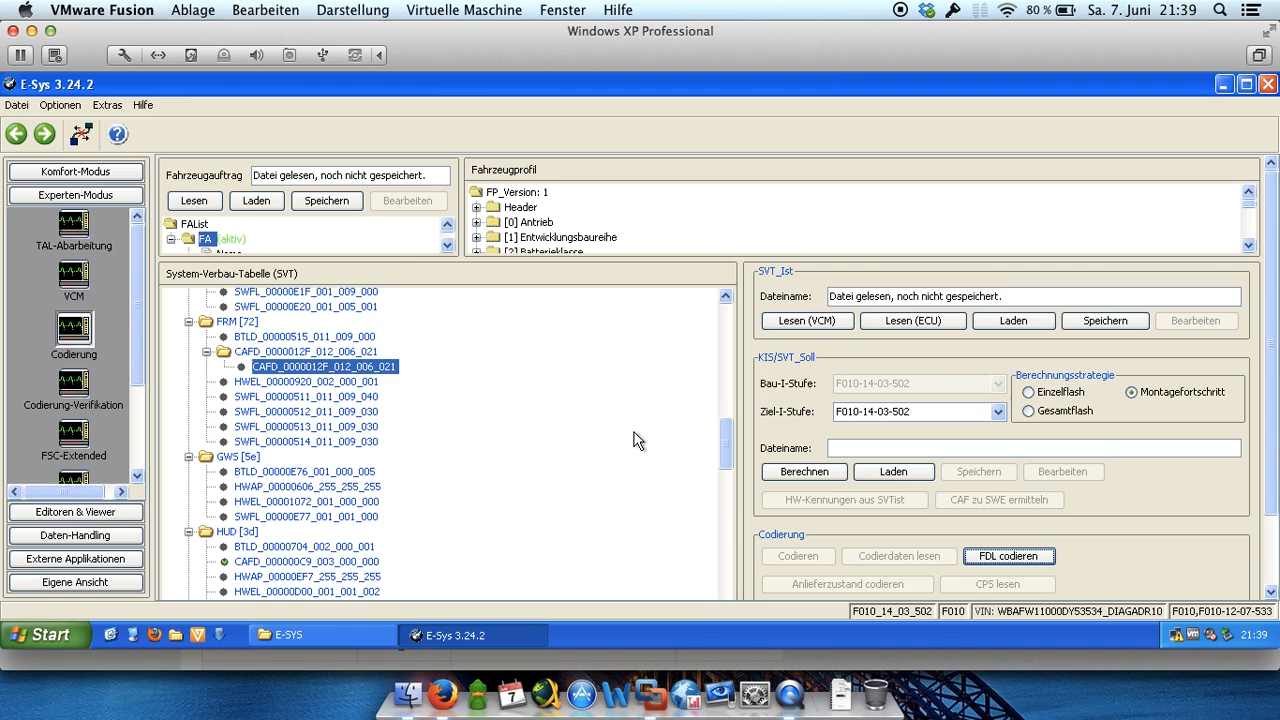 VMware Fusion Ablage Bearbeiten Darstellung Virtuelle Maschine Fenster Hilfe 80 % Sa. 7. Juni 21:39
Windows XP Professional
E-Sys 3.24.2
Datei Optionen Extras Hilfe
Komfort-Modus
Experten-Modus
TAL-Abarbeitung
VCM
Codierung
Codierung-Verifikation
FSC-Extended
Editoren & Viewer
Daten-Handling
Externe Applikationen
Eigene Ansicht
Fahrzeugauftrag Datei gelesen, noch nicht gespeichert.
Lesen Laden Speichern Bearbeiten
FAList
FA (aktiv)
Name
Fahrzeugprofil
FP_Version: 1
Header
[0] Antrieb
[1] Entwicklungsbaureihe
[2] Batterieklasse
System-Verbau-Tabelle (SVT)
SWFL_00000E1F_001_009_000
SWFL_00000E20_001_005_001
FRM [72]
BTLD_00000515_011_009_000
CAFD_0000012F_012_006_021
CAFD_0000012F_012_006_021
HWEL_00000920_002_000_001
SWFL_00000511_011_009_040
SWFL_00000512_011_009_030
SWFL_00000513_011_009_030
SWFL_00000514_011_009_030
GWS [5e]
BTLD_00000E76_001_000_005
HWAP_00000606_255_255_255
HWEL_00001072_001_000_000
SWFL_00000E77_001_001_000
HUD [3d]
BTLD_00000704_002_000_001
CAFD_000000C9_003_000_000
HWAP_00000EF7_255_255_255
HWEL_00000D00_001_001_002
SVT_Ist
Dateiname: Datei gelesen, noch nicht gespeichert.
Lesen (VCM) Lesen (ECU) Laden Speichern Bearbeiten
KIS/SVT_Soll
Bau-I-Stufe: F010-14-03-502
Ziel-I-Stufe: F010-14-03-502
Berechnungsstrategie
Einzelflash Montagefortschritt
Gesamtflash
Dateiname:
Berechnen Laden Speichern Bearbeiten
HW-Kennungen aus SVTist CAF zu SWE ermitteln
Codierung
Codieren Codierdaten lesen FDL codieren
Anlieferzustand codieren CPS lesen
F010_14_03_502 F010 VIN: WBAFW11000DY53534_DIAGADR10 F010,F010-12-07-533
Start E-SYS E-Sys 3.24.2 21:39